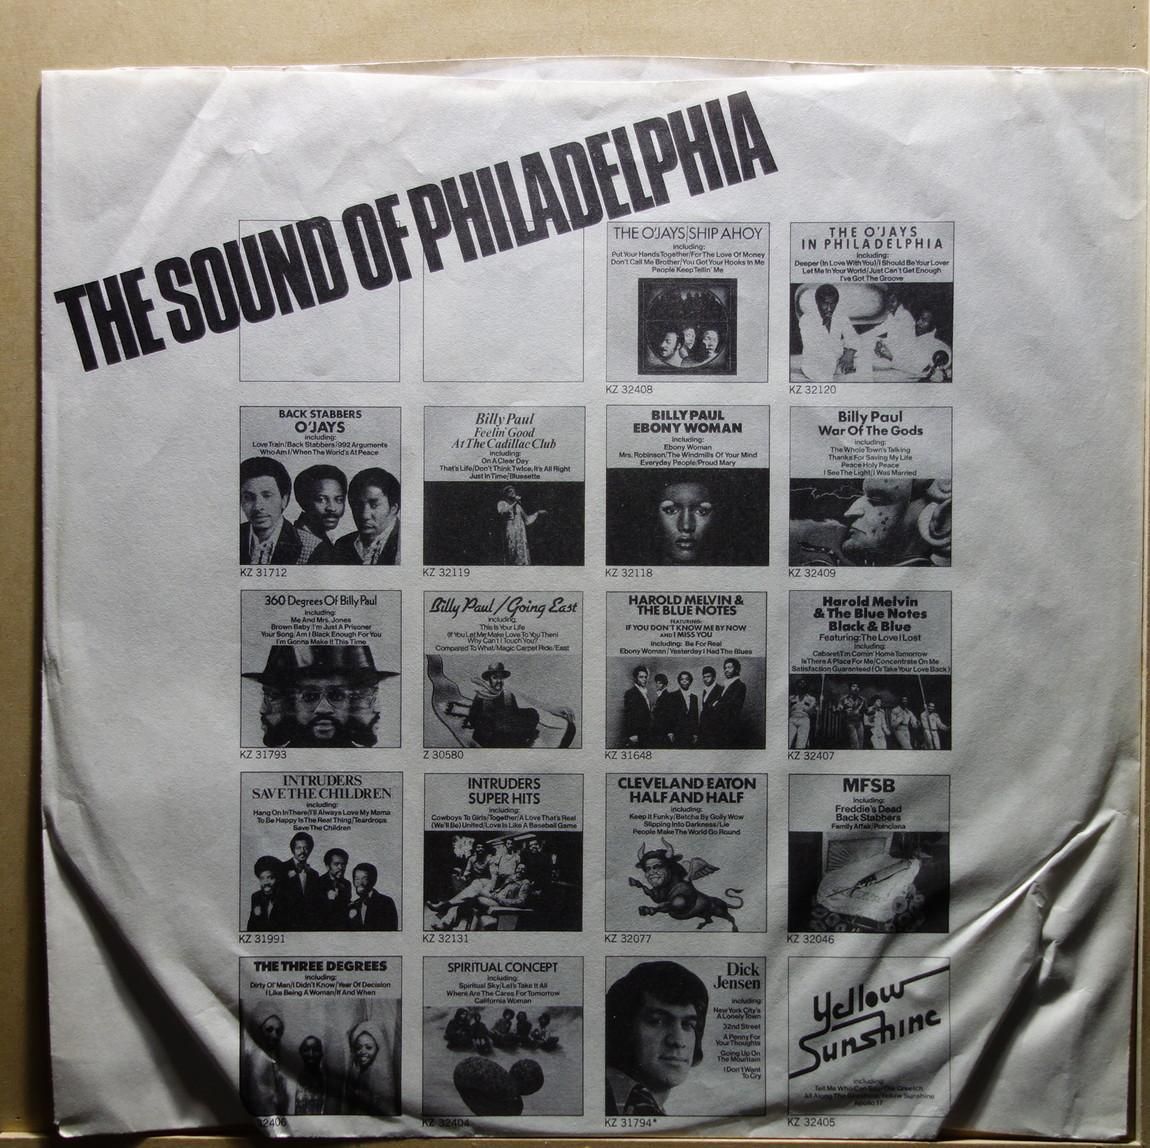 THE SOUND OF PHILADELPHIA
THE O'JAYS/SHIP AHOY
including:
Put Your Hands Together/For The Love Of Money
Don't Call Me Brother/You Got Your Hooks In Me
People Keep Tellin' Me
KZ 32408
THE O'JAYS
IN PHILADELPHIA
including:
Deeper (In Love With You)/I Should Be Your Lover
Let Me In Your World/Just Can't Get Enough
I've Got The Groove
KZ 32120
BACK STABBERS
O'JAYS
including:
Love Train/Back Stabbers/992 Arguments
Who Am I/When The World's At Peace
KZ 31712
Billy Paul
Feelin' Good
At The Cadillac Club
including:
On A Clear Day
That's Life/Don't Think Twice, It's All Right
Just In Time/Bluesette
KZ 32119
BILLY PAUL
EBONY WOMAN
including:
Ebony Woman
Mrs. Robinson/The Windmills Of Your Mind
Everyday People/Proud Mary
KZ 32118
Billy Paul
War Of The Gods
including:
The Whole Town's Talking
Thanks For Saving My Life
Peace Holy Peace
I See The Light/I Was Married
KZ 32409
360 Degrees Of Billy Paul
including:
Me And Mrs. Jones
Brown Baby/I'm Just A Prisoner
Your Song/Am I Black Enough For You
I'm Gonna Make It This Time
KZ 31793
Billy Paul/Going East
including:
This Is Your Life
(If You Let Me Make Love To You Then)
Why Can't I Touch You?
Compared To What/Magic Carpet Ride/East
Z 30580
HAROLD MELVIN &
THE BLUE NOTES
FEATURING:
IF YOU DON'T KNOW ME BY NOW
AND I MISS YOU
including: Be For Real
Ebony Woman/Yesterday I Had The Blues
KZ 31648
Harold Melvin
& The Blue Notes
Black & Blue
Featuring: The Love I Lost
including:
Cabaret/I'm Comin' Home Tomorrow
Is There A Place For Me/Concentrate On Me
Satisfaction Guaranteed (Or Take Your Love Back)
KZ 32407
INTRUDERS
SAVE THE CHILDREN
including:
Hang On In There/I'll Always Love My Mama
To Be Happy Is The Real Thing/Teardrops
Save The Children
KZ 31991
INTRUDERS
SUPER HITS
including:
Cowboys To Girls/Together/A Love That's Real
(We'll Be) United/Love Is Like A Baseball Game
KZ 32131
CLEVELAND EATON
HALF AND HALF
including:
Keep It Funky/Betcha By Golly Wow
Slipping Into Darkness/Lie
People Make The World Go Round
KZ 32077
MFSB
including:
Freddie's Dead
Back Stabbers
Family Affair/Poinciana
KZ 32046
THE THREE DEGREES
including:
Dirty Ol' Man/I Didn't Know/Year Of Decision
I Like Being A Woman/If And When
32406
SPIRITUAL CONCEPT
including:
Spiritual Sky/Let's Take It All
Where Are The Cares For Tomorrow
California Woman
KZ 32404
Dick
Jensen
including:
New York City's
A Lonely Town
32nd Street
A Penny For
Your Thoughts
Going Up On
The Mountain
I Don't Want
To Cry
KZ 31794*
Yellow
Sunshine
including:
Tell Me Who Can
All Along The Yellow Sunshine
Apollo 17
KZ 32405